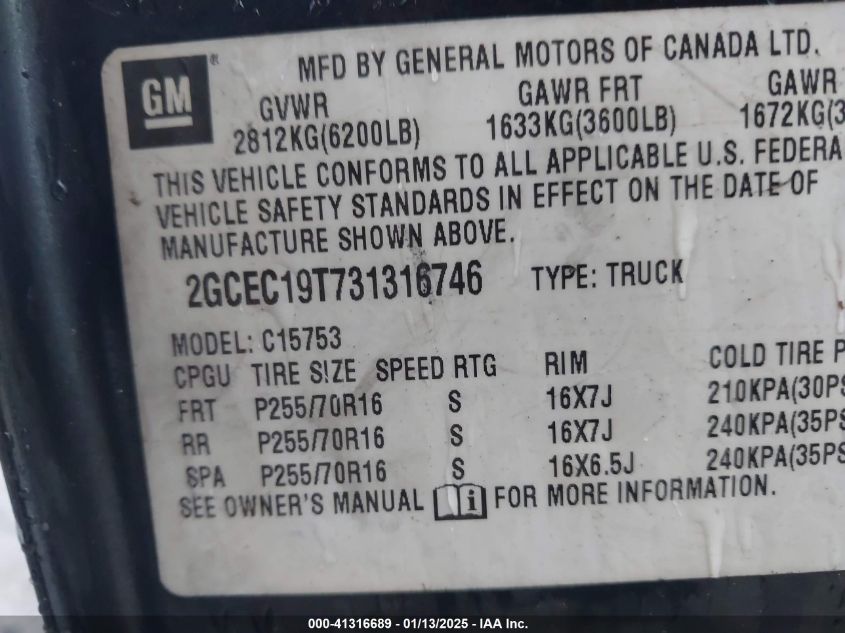 GM ® MFD BY GENERAL MOTORS OF CANADA LTD.
GVWR GAWR FRT GAWR
2812KG(6200LB) 1633KG(3600LB) 1672KG(3
THIS VEHICLE CONFORMS TO ALL APPLICABLE U.S. FEDERA
VEHICLE SAFETY STANDARDS IN EFFECT ON THE DATE OF
MANUFACTURE SHOWN ABOVE.
2GCEC19T731316746 TYPE: TRUCK
MODEL: C15753
CPGU TIRE SIZE SPEED RTG RIM COLD TIRE P
FRT P255/70R16 S 16X7J 210KPA(30PS
RR P255/70R16 S 16X7J 240KPA(35PS
SPA P255/70R16 S 16X6.5J 240KPA(35PS
SEE OWNER'S MANUAL i FOR MORE INFORMATION.
000-41316689 - 01/13/2025 - IAA Inc.